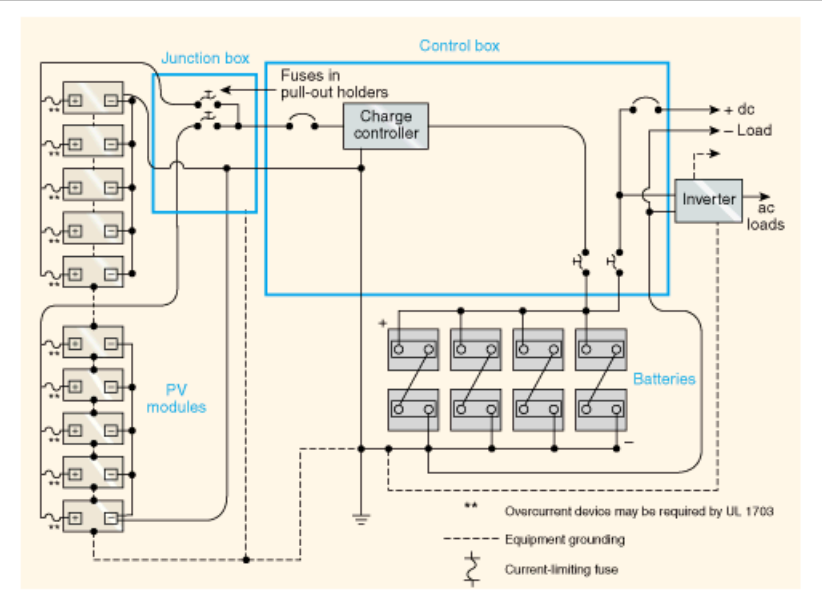 Control box
Junction box
Fuses in
pull-out holders
Charge
controller
+ dc
– Load
Inverter
ac
loads
+ –
**
+ –
**
+ –
**
+ –
**
+ –
**
+ –
**
+ –
**
+ –
**
+ –
**
+ –
**
PV
modules
+
Batteries
–
** Overcurrent device may be required by UL 1703
Equipment grounding
Current-limiting fuse